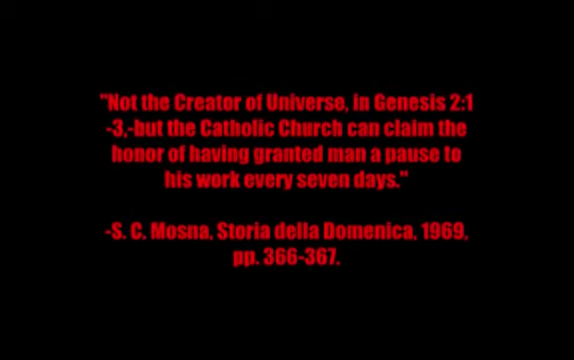 "Not the Creator of Universe, in Genesis 2:1
-3,-but the Catholic Church can claim the
honor of having granted man a pause to
his work every seven days."
-S. C. Mosna, Storia della Domenica, 1969,
pp. 366-367.